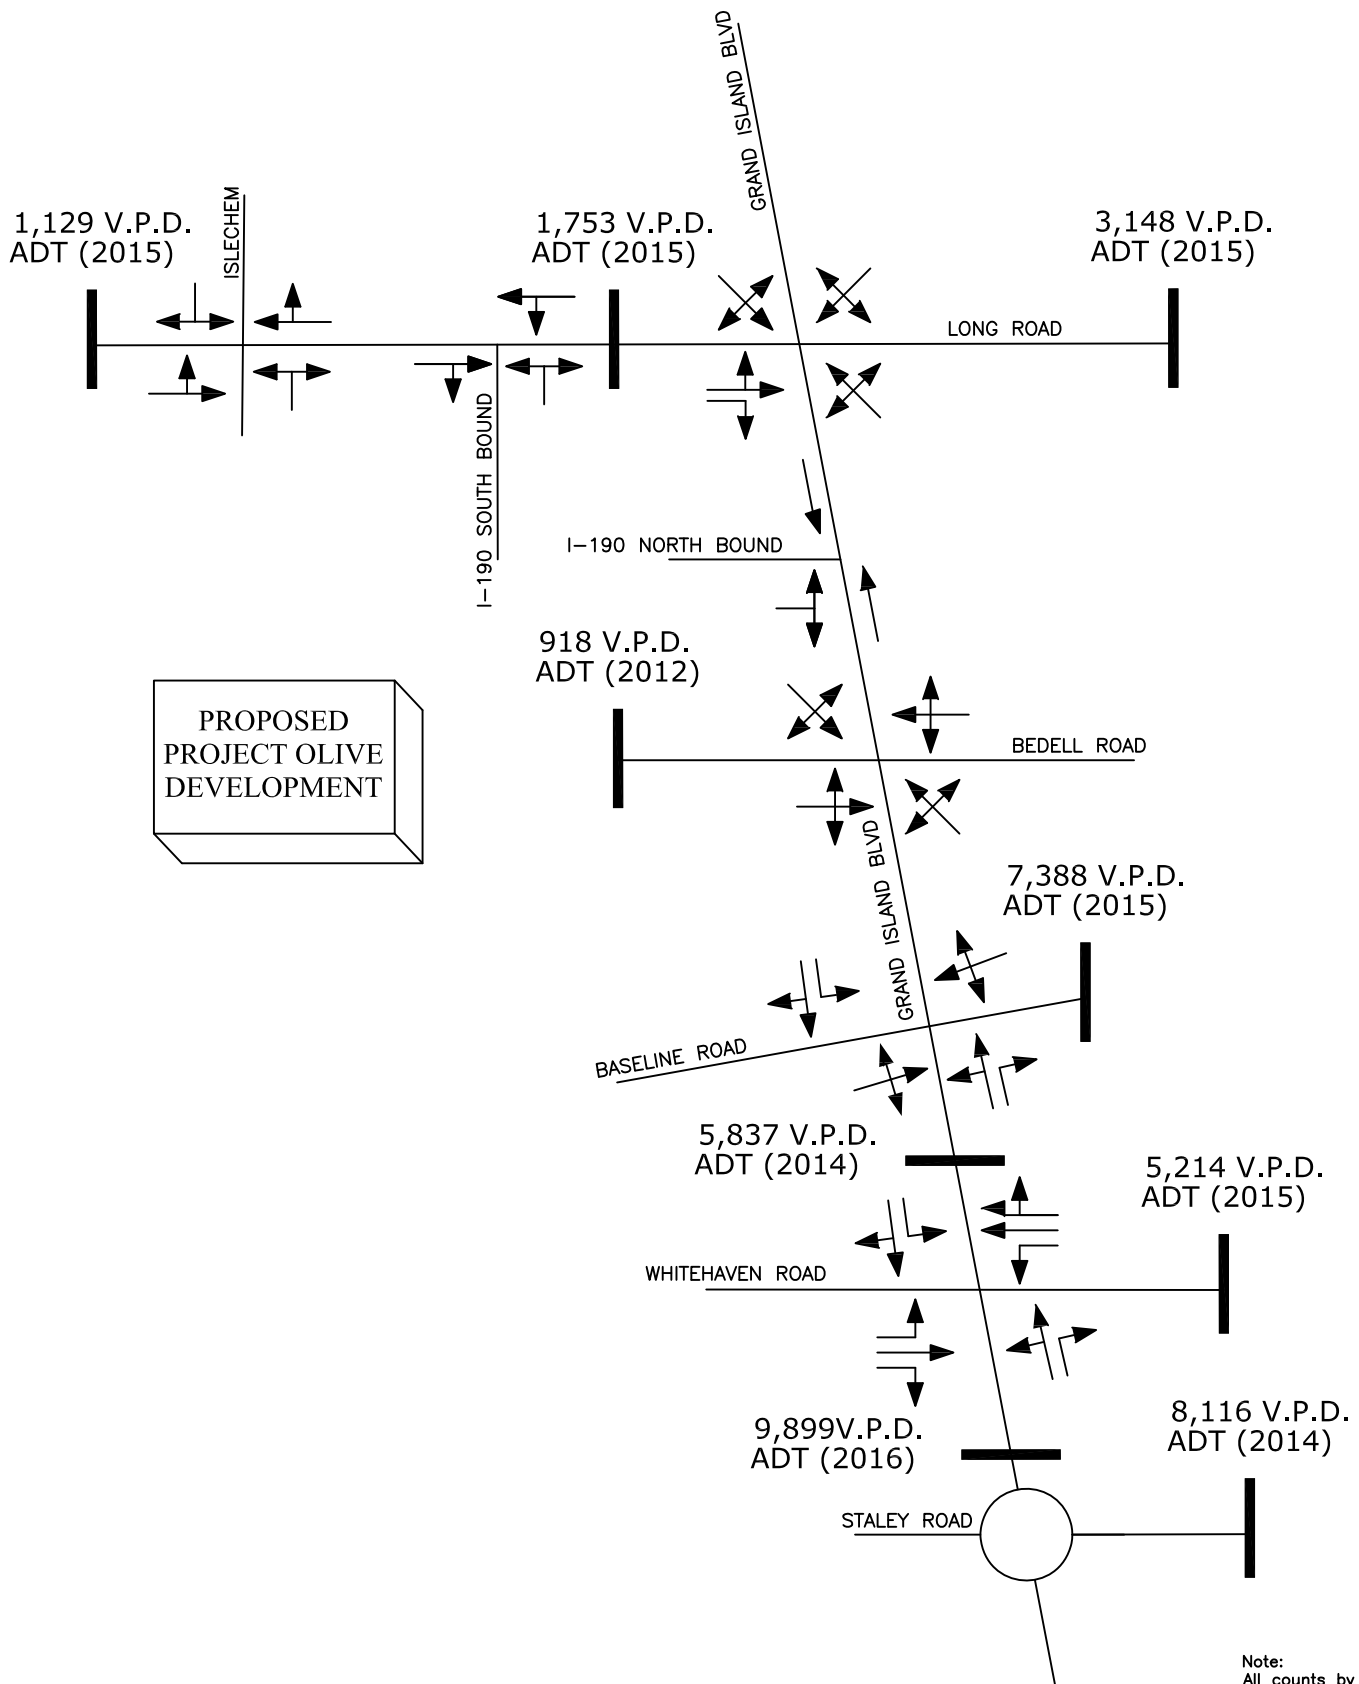 GRAND ISLAND BLVD
1,129 V.P.D.
ADT (2015)
ISLECHEM
1,753 V.P.D.
ADT (2015)
3,148 V.P.D.
ADT (2015)
LONG ROAD
I-190 SOUTH BOUND
I-190 NORTH BOUND
918 V.P.D.
ADT (2012)
PROPOSED
PROJECT OLIVE
DEVELOPMENT
BEDELL ROAD
GRAND ISLAND BLVD
7,388 V.P.D.
ADT (2015)
BASELINE ROAD
5,837 V.P.D.
ADT (2014)
5,214 V.P.D.
ADT (2015)
WHITEHAVEN ROAD
9,899V.P.D.
ADT (2016)
8,116 V.P.D.
ADT (2014)
STALEY ROAD
Note:
All counts by